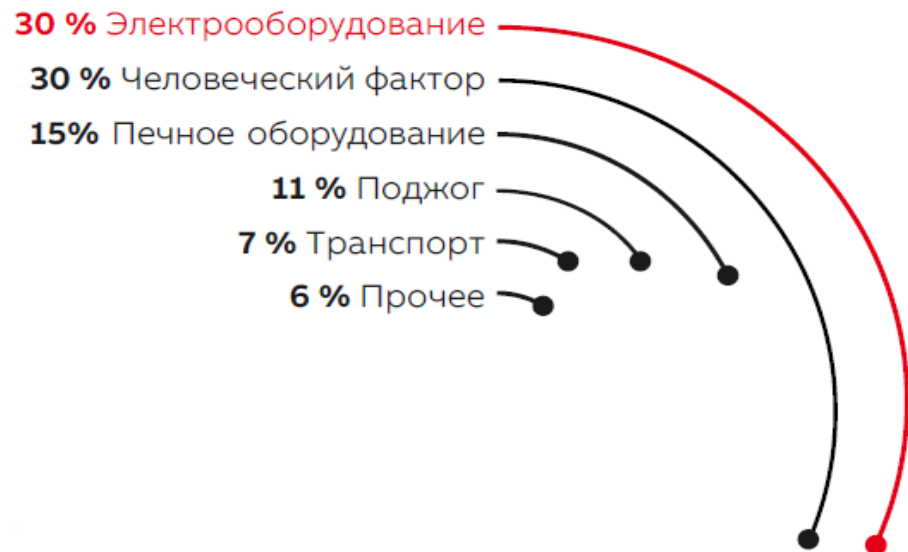 30 % Электрооборудование
30 % Человеческий фактор
15% Печное оборудование
11 % Поджог
7 % Транспорт
6 % Прочее